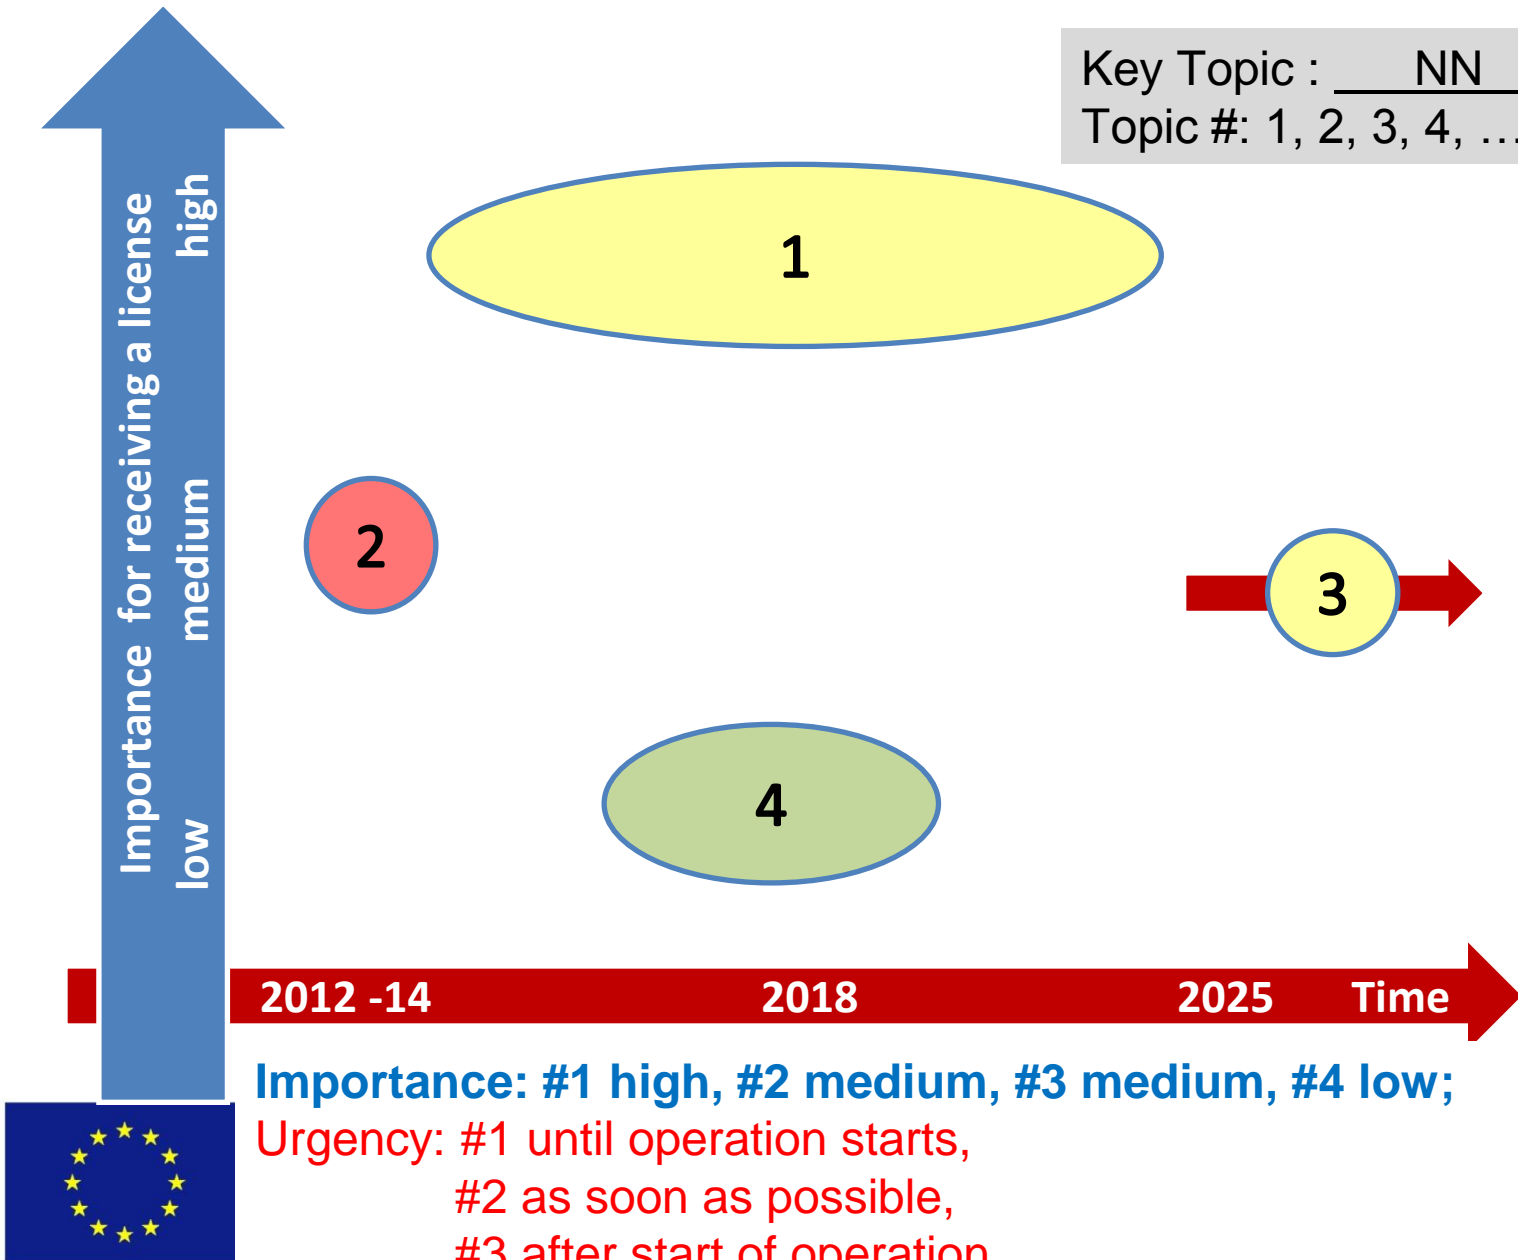 Key Topic : NN
Topic #: 1, 2, 3, 4, …
Importance for receiving a license
low medium high
1
2
3
4
2012 -14 2018 2025 Time
Importance: #1 high, #2 medium, #3 medium, #4 low;
Urgency: #1 until operation starts,
#2 as soon as possible,
#3 after start of operation